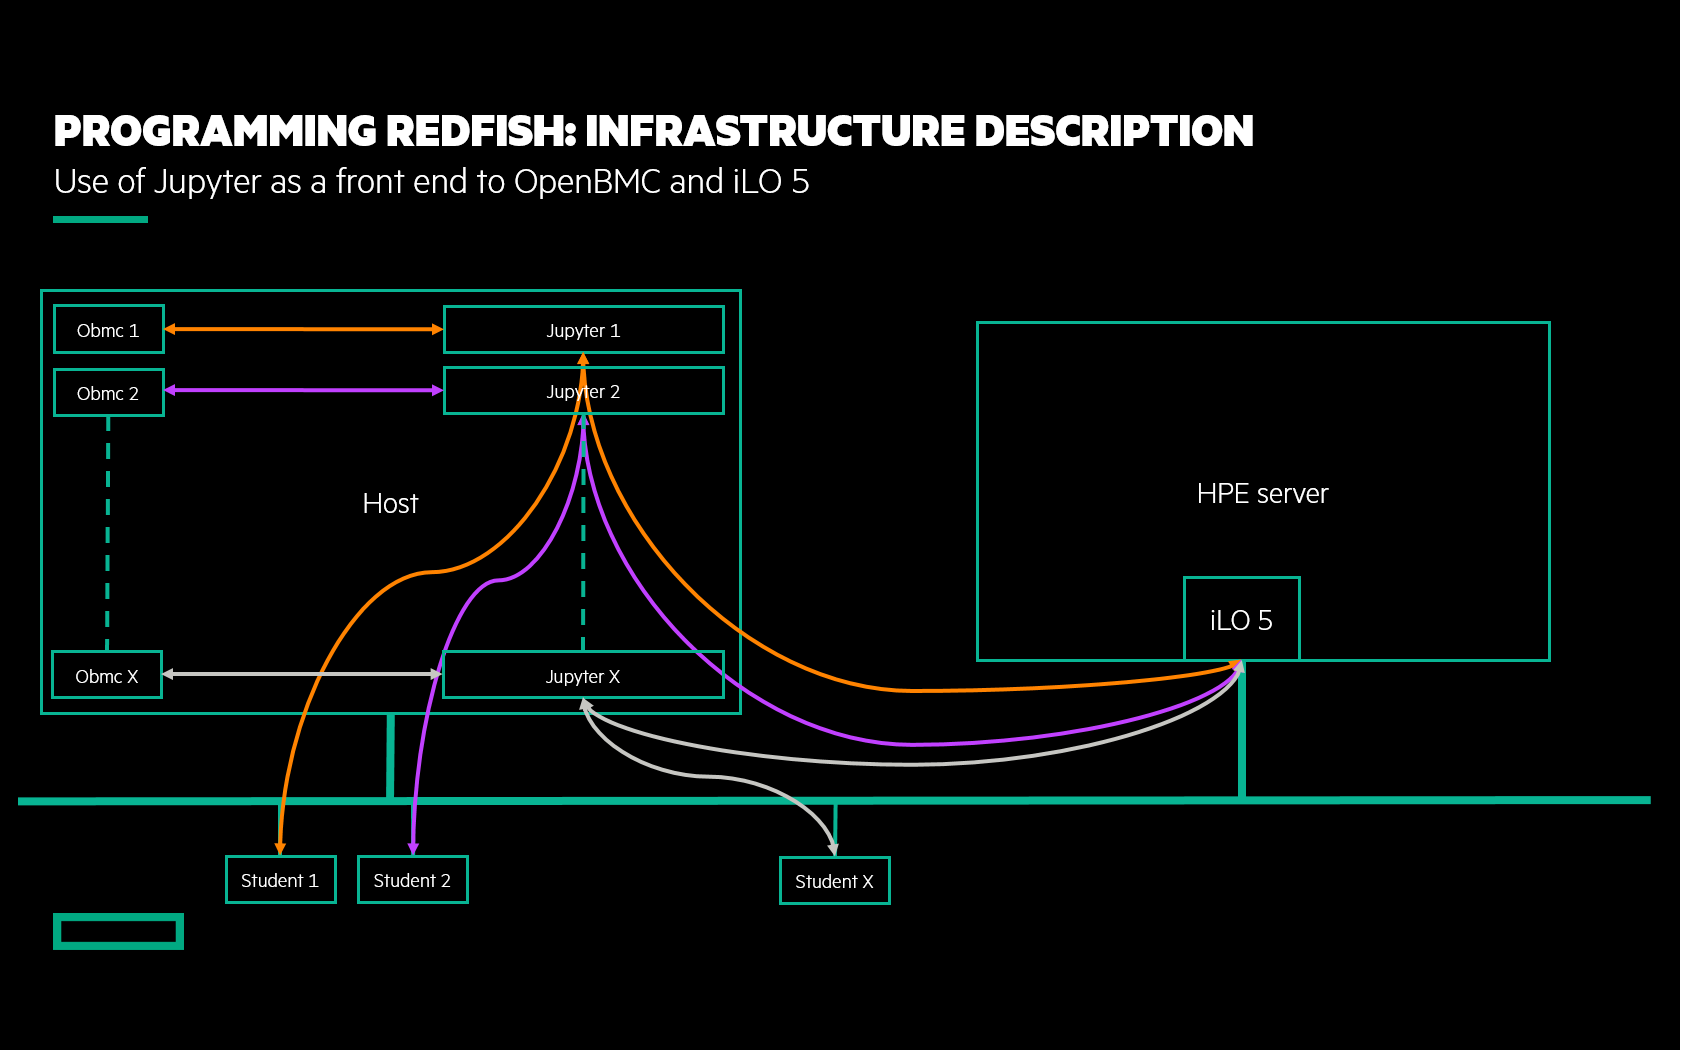 PROGRAMMING REDFISH: INFRASTRUCTURE DESCRIPTION
Use of Jupyter as a front end to OpenBMC and iLO 5
Obmc 1
Jupyter 1
Obmc 2
Jupyter 2
Host
HPE server
iLO 5
Obmc X
Jupyter X
Student 1
Student 2
Student X